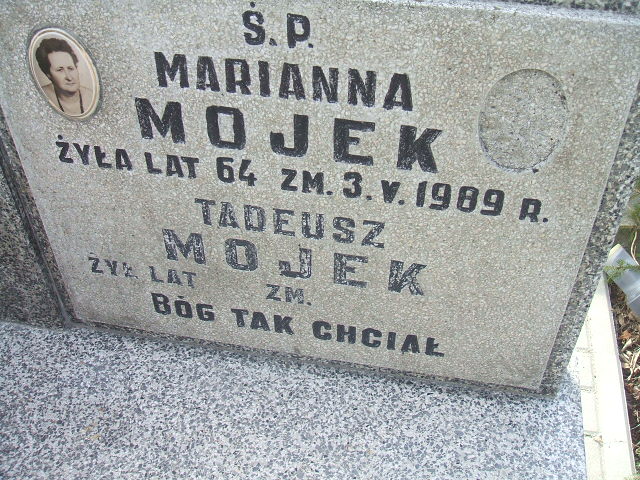 Ś.P.
MARIANNA
MOJEK
ŻYŁA LAT 64 ZM. 3.V.1989 R.
TADEUSZ
MOJEK
ŻYŁ LAT ZM.
BÓG TAK CHCIAŁ